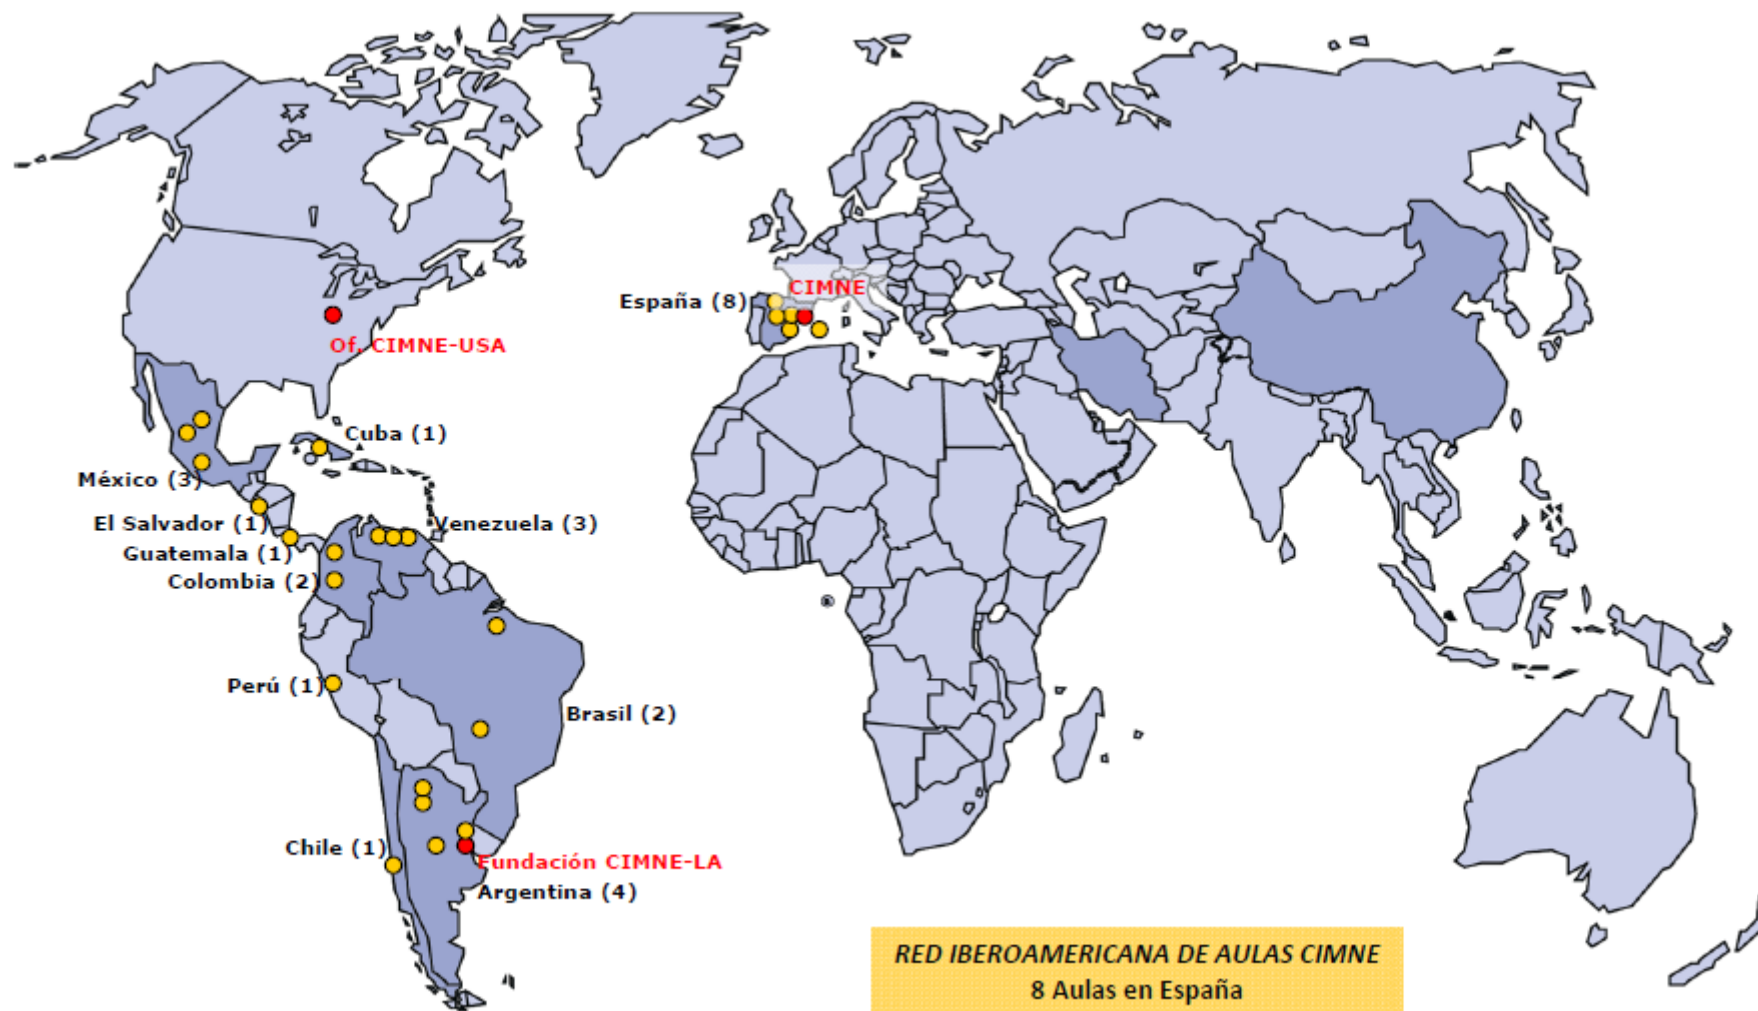 CIMNE
España (8)
Of, CIMNE-USA
Cuba (1)
México (3)
El Salvador (1)
Venezuela (3)
Guatemala (1)
Colombia (2)
Perú (1)
Brasil (2)
Chile (1)
Fundación CIMNE-LA
Argentina (4)
RED IBEROAMERICANA DE AULAS CIMNE
8 Aulas en España